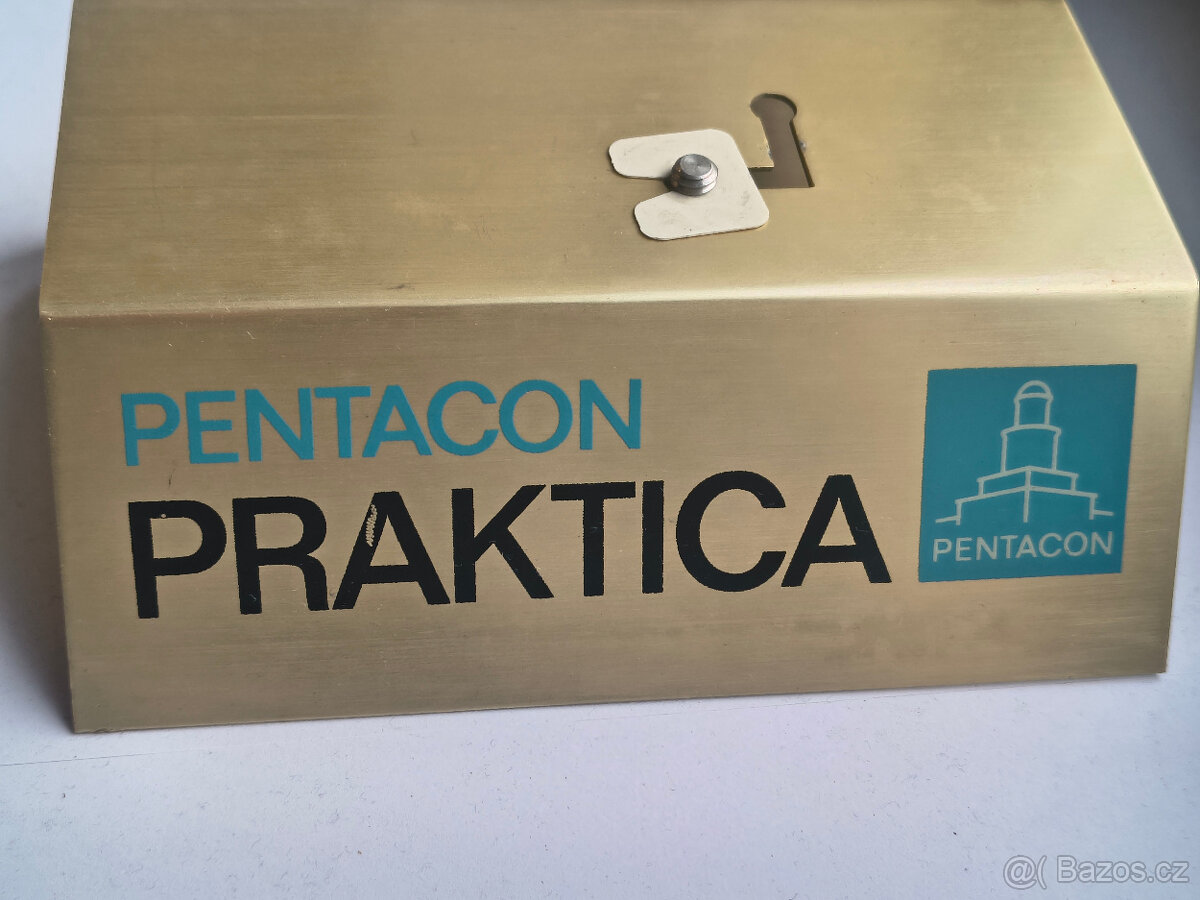 PENTACON
PRAKTICA
PENTACON
@( Bazos.cz